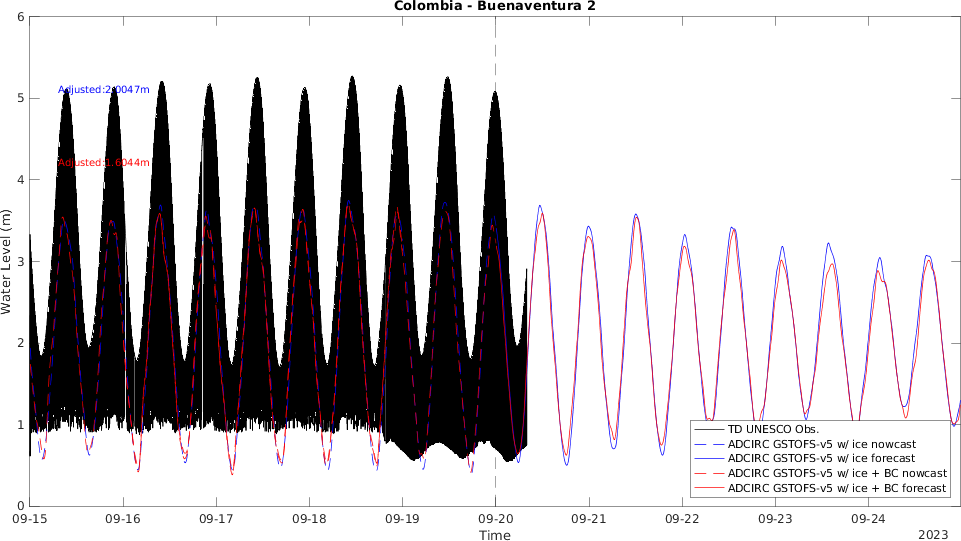 Colombia - Buenaventura 2
6
5
4
3
2
1
0
Water Level (m)
Adjusted:2.0047m
Adjusted:1.6044m
TD UNESCO Obs.
ADCIRC GSTOFS-v5 w/ ice nowcast
ADCIRC GSTOFS-v5 w/ ice forecast
ADCIRC GSTOFS-v5 w/ ice + BC nowcast
ADCIRC GSTOFS-v5 w/ ice + BC forecast
09-15 09-16 09-17 09-18 09-19 09-20 09-21 09-22 09-23 09-24
Time
2023